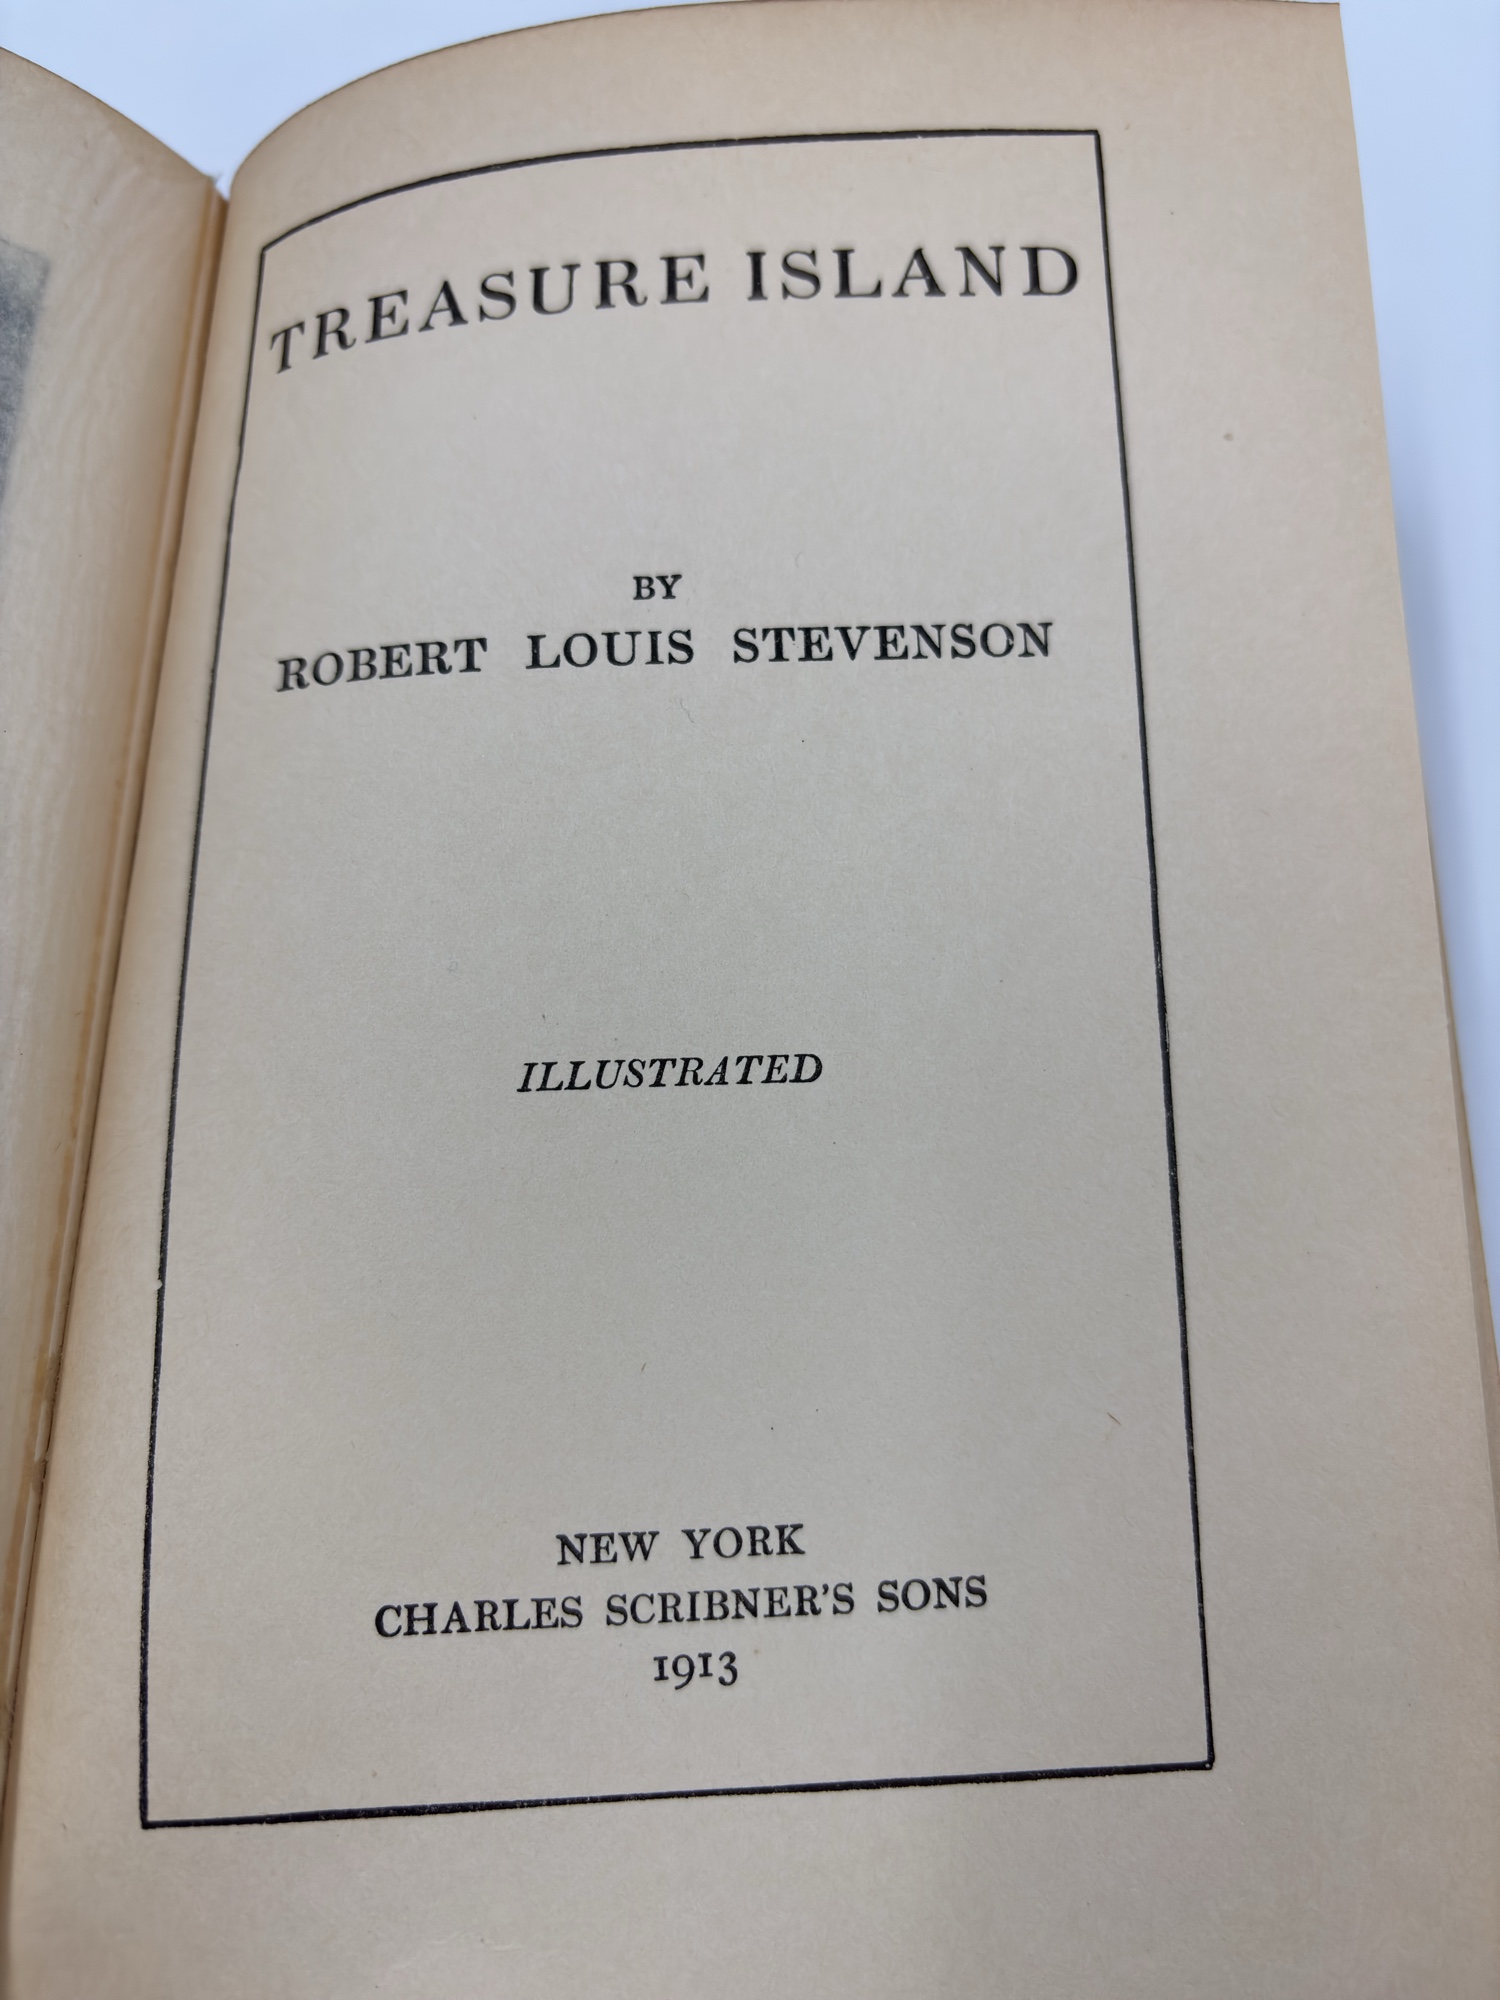 TREASURE ISLAND
BY
ROBERT LOUIS STEVENSON
ILLUSTRATED
NEW YORK
CHARLES SCRIBNER'S SONS
1913